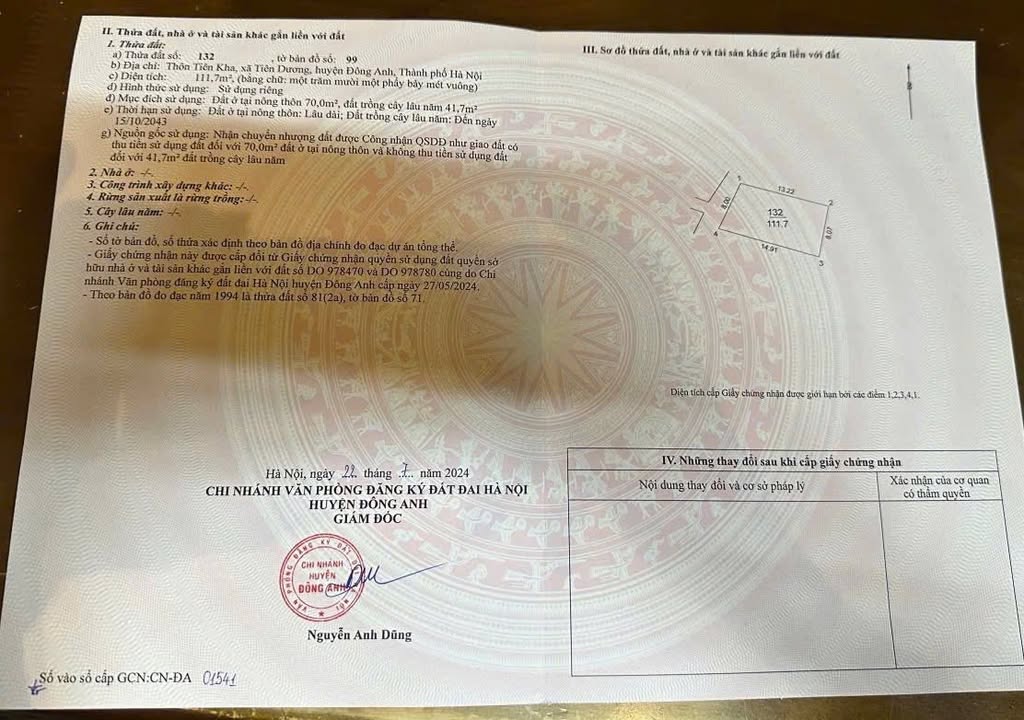 II. Thửa đất, nhà ở và tài sản khác gắn liền với đất
1. Thửa đất:
a) Thửa đất số: 132 , tờ bản đồ số: 99
b) Địa chỉ: Thôn Tiên Kha, xã Tiên Dương, huyện Đông Anh, Thành phố Hà Nội
c) Diện tích: 111,7m², (bằng chữ: một trăm mười một phẩy bảy mét vuông)
d) Hình thức sử dụng: Sử dụng riêng
đ) Mục đích sử dụng: Đất ở tại nông thôn 70,0m², đất trồng cây lâu năm 41,7m²
e) Thời hạn sử dụng: Đất ở tại nông thôn: Lâu dài; Đất trồng cây lâu năm: Đến ngày
15/10/2043
g) Nguồn gốc sử dụng: Nhận chuyển nhượng đất được Công nhận QSDĐ như giao đất có
thu tiền sử dụng đất đối với 70,0m² đất ở tại nông thôn và không thu tiền sử dụng đất
đối với 41,7m² đất trồng cây lâu năm
2. Nhà ở: -/-.
3. Công trình xây dựng khác: -/-.
4. Rừng sản xuất là rừng trồng:-/-.
5. Cây lâu năm: -/-.
6. Ghi chú:
- Số tờ bản đồ, số thửa xác định theo bản đồ địa chính đo đạc dự án tổng thể.
- Giấy chứng nhận này được cấp đổi từ Giấy chứng nhận quyền sử dụng đất quyền sở
hữu nhà ở và tài sản khác gắn liền với đất số DO 978470 và DO 978780 cùng do Chi
nhánh Văn phòng đăng ký đất đai Hà Nội huyện Đông Anh cấp ngày 27/05/2024.
- Theo bản đồ đo đạc năm 1994 là thửa đất số 81(2a), tờ bản đồ số 71.
Hà Nội, ngày 22 tháng 7 năm 2024
CHI NHÁNH VĂN PHÒNG ĐĂNG KÝ ĐẤT ĐAI HÀ NỘI
HUYỆN ĐÔNG ANH
GIÁM ĐỐC
VĂN PHÒNG ĐĂNG KÝ ĐẤT ĐAI HÀ NỘI
CHI NHÁNH
HUYỆN
ĐÔNG ANH
Nguyễn Anh Dũng
Số vào sổ cấp GCN:CN-ĐA 01541
III. Sơ đồ thửa đất, nhà ở và tài sản khác gắn liền với đất
1
13.22
2
8.00
132
111.7
8.07
4
14.91
3
Diện tích cấp Giấy chứng nhận được giới hạn bởi các điểm 1,2,3,4,1.
IV. Những thay đổi sau khi cấp giấy chứng nhận
Nội dung thay đổi và cơ sở pháp lý
Xác nhận của cơ quan
có thẩm quyền